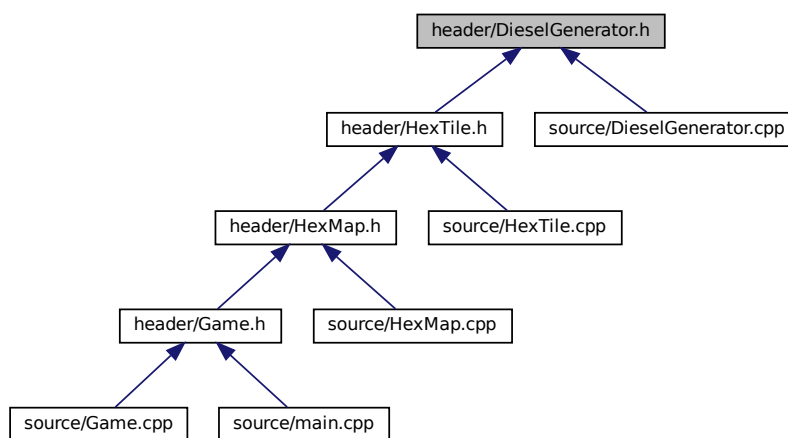 header/DieselGenerator.h
header/HexTile.h
source/DieselGenerator.cpp
header/HexMap.h
source/HexTile.cpp
header/Game.h
source/HexMap.cpp
source/Game.cpp
source/main.cpp